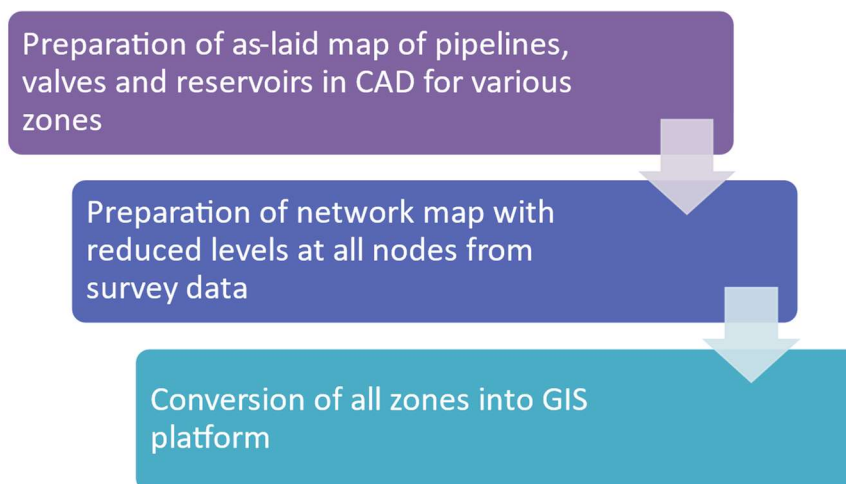 Preparation of as-laid map of pipelines,
valves and reservoirs in CAD for various
zones
Preparation of network map with
reduced levels at all nodes from
survey data
Conversion of all zones into GIS
platform